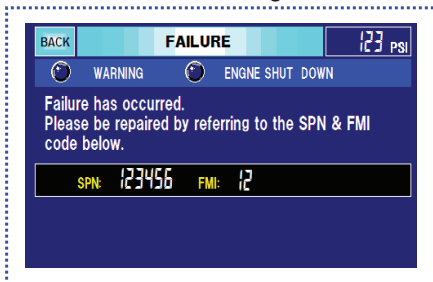 BACK FAILURE 123 PSI
WARNING ENGNE SHUT DOWN
Failure has occurred.
Please be repaired by referring to the SPN & FMI
code below.
SPN: 123456 FMI: 12